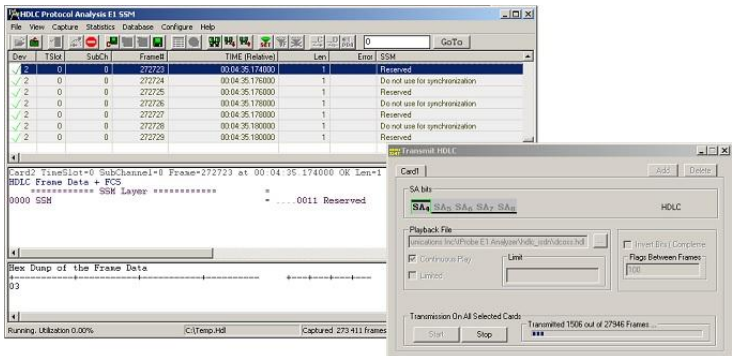 HDLC Protocol Analysis E1 SSM
File View Capture Statistics Database Configure Help
0 GoTo
Dev TSlot SubCh Frame# TIME (Relative) Len Error SSM
2 0 0 272723 00:04:35.174000 1 Reserved
2 0 0 272724 00:04:35.176000 1 Do not use for synchronization
2 0 0 272725 00:04:35.176000 1 Reserved
2 0 0 272726 00:04:35.178000 1 Do not use for synchronization
2 0 0 272727 00:04:35.178000 1 Reserved
2 0 0 272728 00:04:35.180000 1 Do not use for synchronization
2 0 0 272729 00:04:35.180000 1 Reserved
Card2 TimeSlot=0 SubChannel=0 Frame=272723 at 00:04:35.174000 OK Len=1
HDLC Frame Data + FCS
============ SSM Layer ============ =
0000 SSM = ....0011 Reserved
Hex Dump of the Frame Data
03
Running. Utilization 0.00% C:\Temp.Hdl Captured 273 411 frames
Transmit HDLC
Card1 Add Delete
SA bits
SA4 SA5 SA6 SA7 SA8 HDLC
Playback File
...
Continuous Play
Limited
Limit
Invert Bits ( Compleme
Flags Between Frames
100
Transmission On All Selected Cards
Start Stop
Transmitted 1506 out of 27946 Frames ...